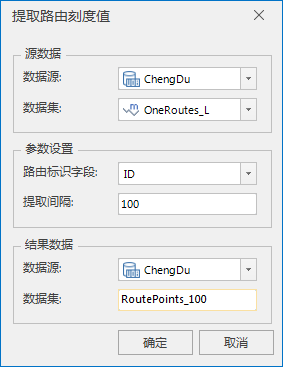 提取路由刻度值
源数据
数据源: ChengDu
数据集: OneRoutes_L
参数设置
路由标识字段: ID
提取间隔: 100
结果数据
数据源: ChengDu
数据集: RoutePoints_100
确定 取消